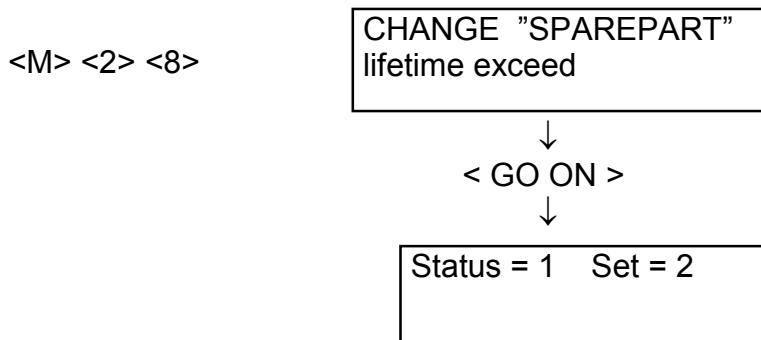 CHANGE ”SPAREPART”
<M> <2> <8>
lifetime exceed
↓
< GO ON >
↓
Status = 1 Set = 2